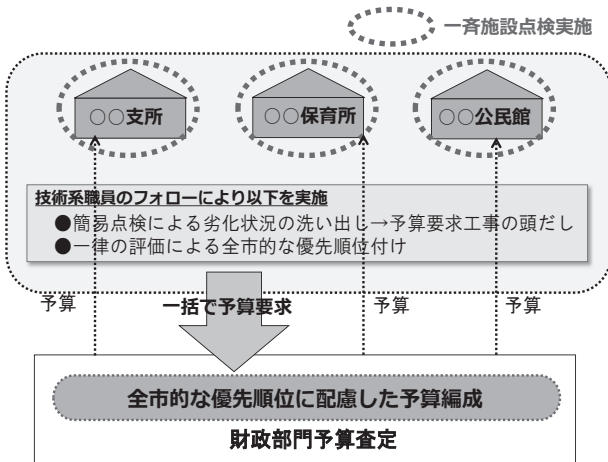 一斉施設点検実施
○○支所
○○保育所
○○公民館
技術系職員のフォローにより以下を実施
●簡易点検による劣化状況の洗い出し→予算要求工事の頭だし
●一律の評価による全市的な優先順位付け
予算
一括で予算要求
予算
予算
全市的な優先順位に配慮した予算編成
財政部門予算査定